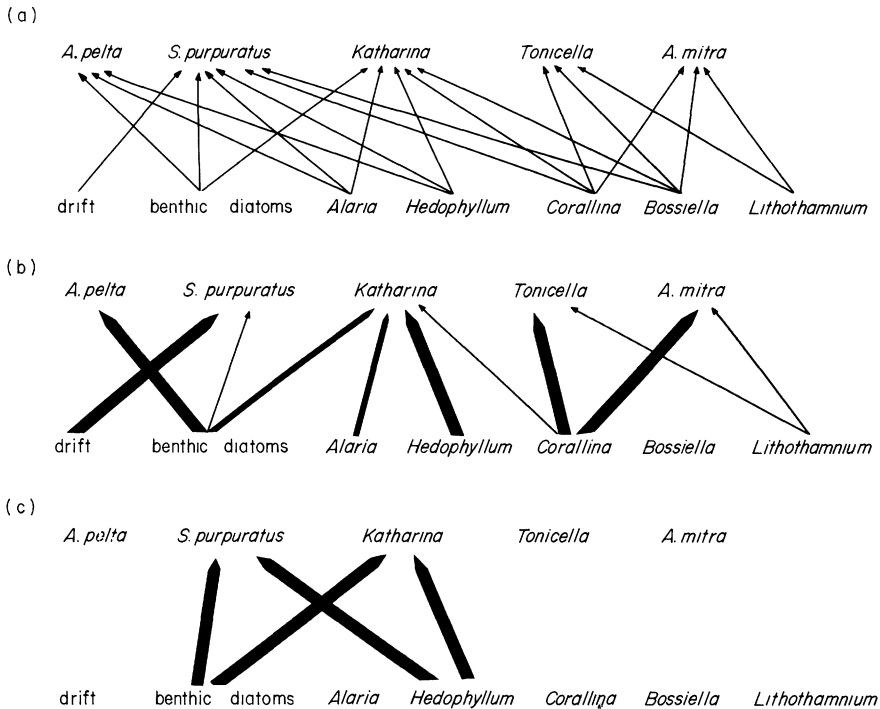 (a)
A. pelta S. purpuratus Katharina Tonicella A. mitra
drift benthic diatoms Alaria Hedophyllum Corallina Bossiella Lithothamnium
(b)
A. pelta S. purpuratus Katharina Tonicella A. mitra
drift benthic diatoms Alaria Hedophyllum Corallina Bossiella Lithothamnium
(c)
A. pelta S. purpuratus Katharina Tonicella A. mitra
drift benthic diatoms Alaria Hedophyllum Corallina Bossiella Lithothamnium